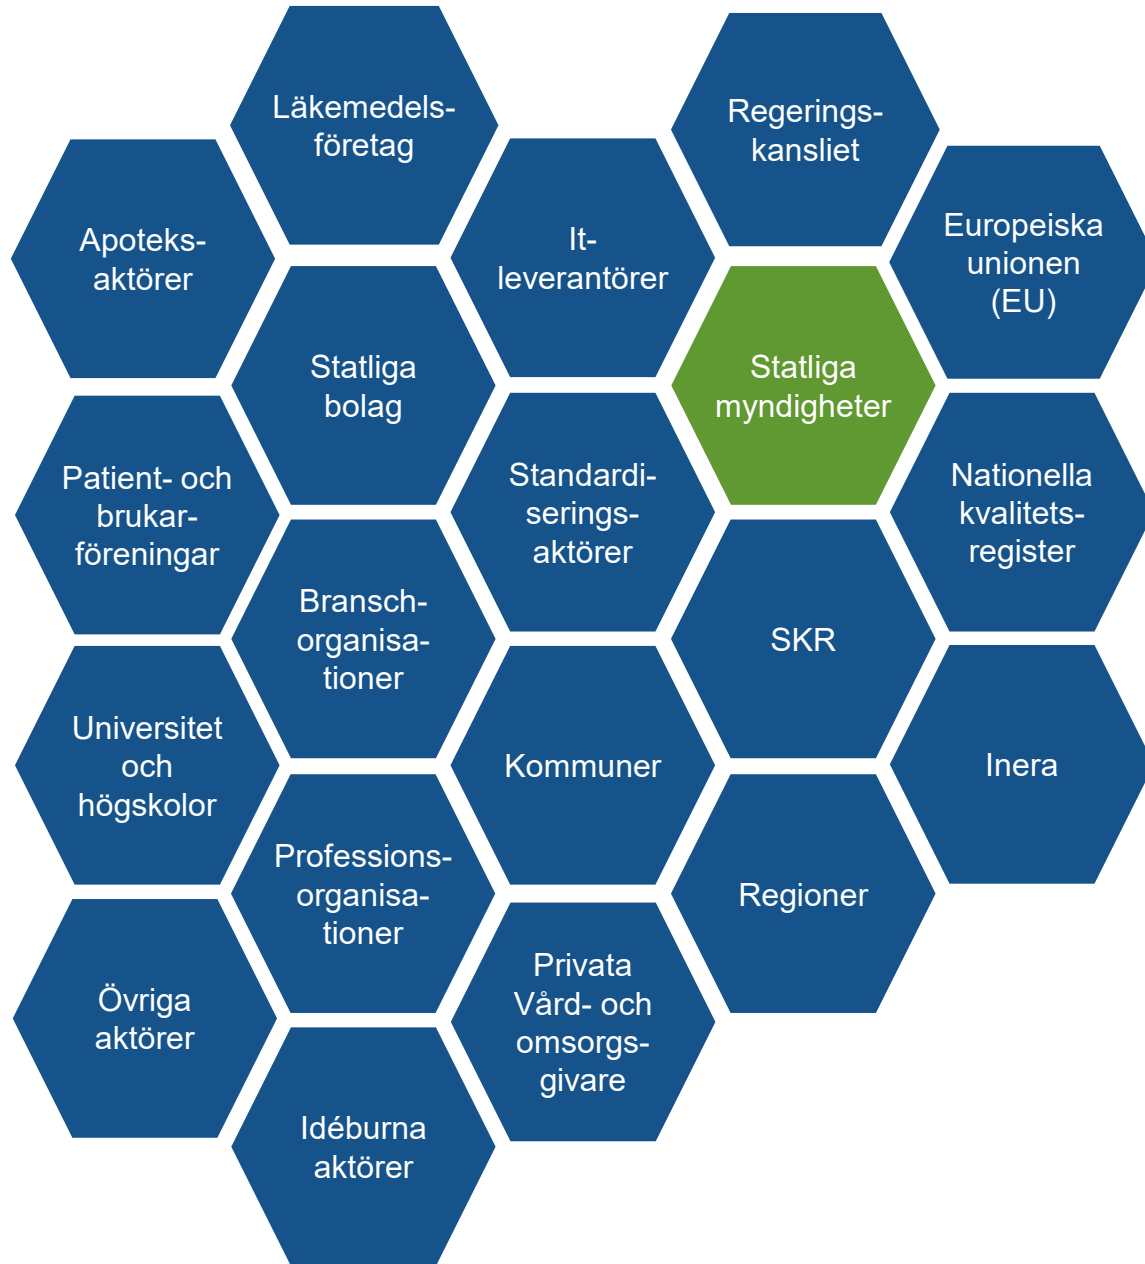 Läkemedels-
företag
Regerings-
kansliet
Apoteks-
aktörer
It-
leverantörer
Europeiska
unionen
(EU)
Statliga
bolag
Statliga
myndigheter
Patient- och
brukar-
föreningar
Standardi-
serings-
aktörer
Nationella
kvalitets-
register
Bransch-
organisa-
tioner
SKR
Universitet
och
högskolor
Kommuner
Inera
Professions-
organisa-
tioner
Regioner
Övriga
aktörer
Privata
Vård- och
omsorgs-
givare
Idéburna
aktörer